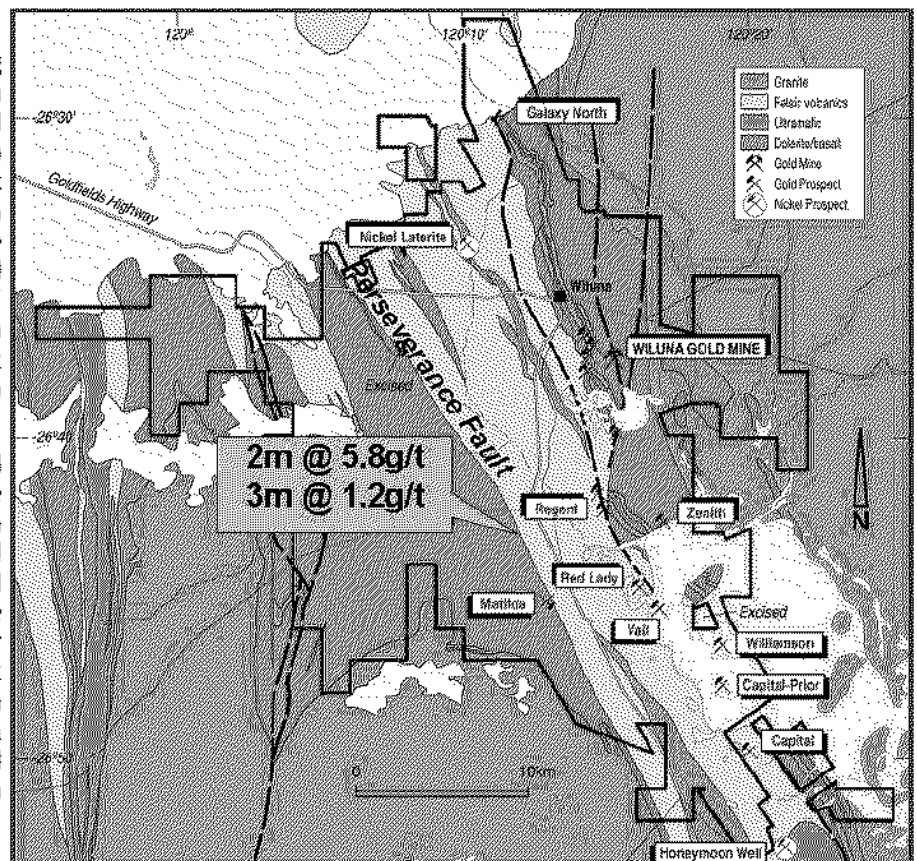 120°
120°10'
120°20'
Granite
Felsic volcanics
Ultramafic
Dolerite/basalt
Gold Mine
Gold Prospect
Nickel Prospect
26°30'
Galaxy North
Goldfields Highway
Nickel Laterite
Wiluna
Perseverance Fault
WILUNA GOLD MINE
Excised
26°40'
2m @ 5.8g/t
3m @ 1.2g/t
Regent
Zenith
N
Red Lady
Matilda
Excised
Williamson
Capital-Prior
Capital
26°50'
0
10km
Honeymoon Well